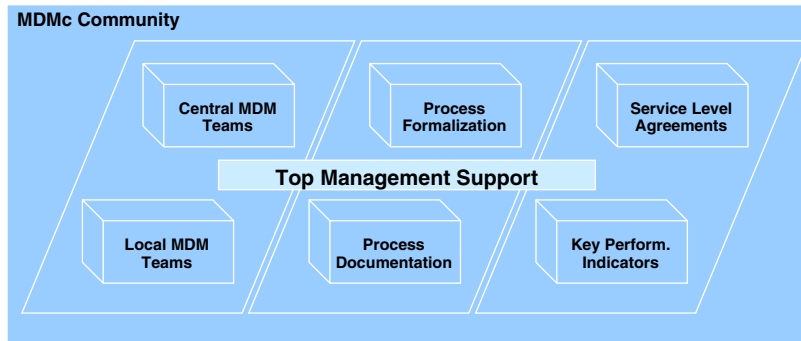 MDMc Community
Central MDM
Teams
Process
Formalization
Service Level
Agreements
Top Management Support
Local MDM
Teams
Process
Documentation
Key Perform.
Indicators